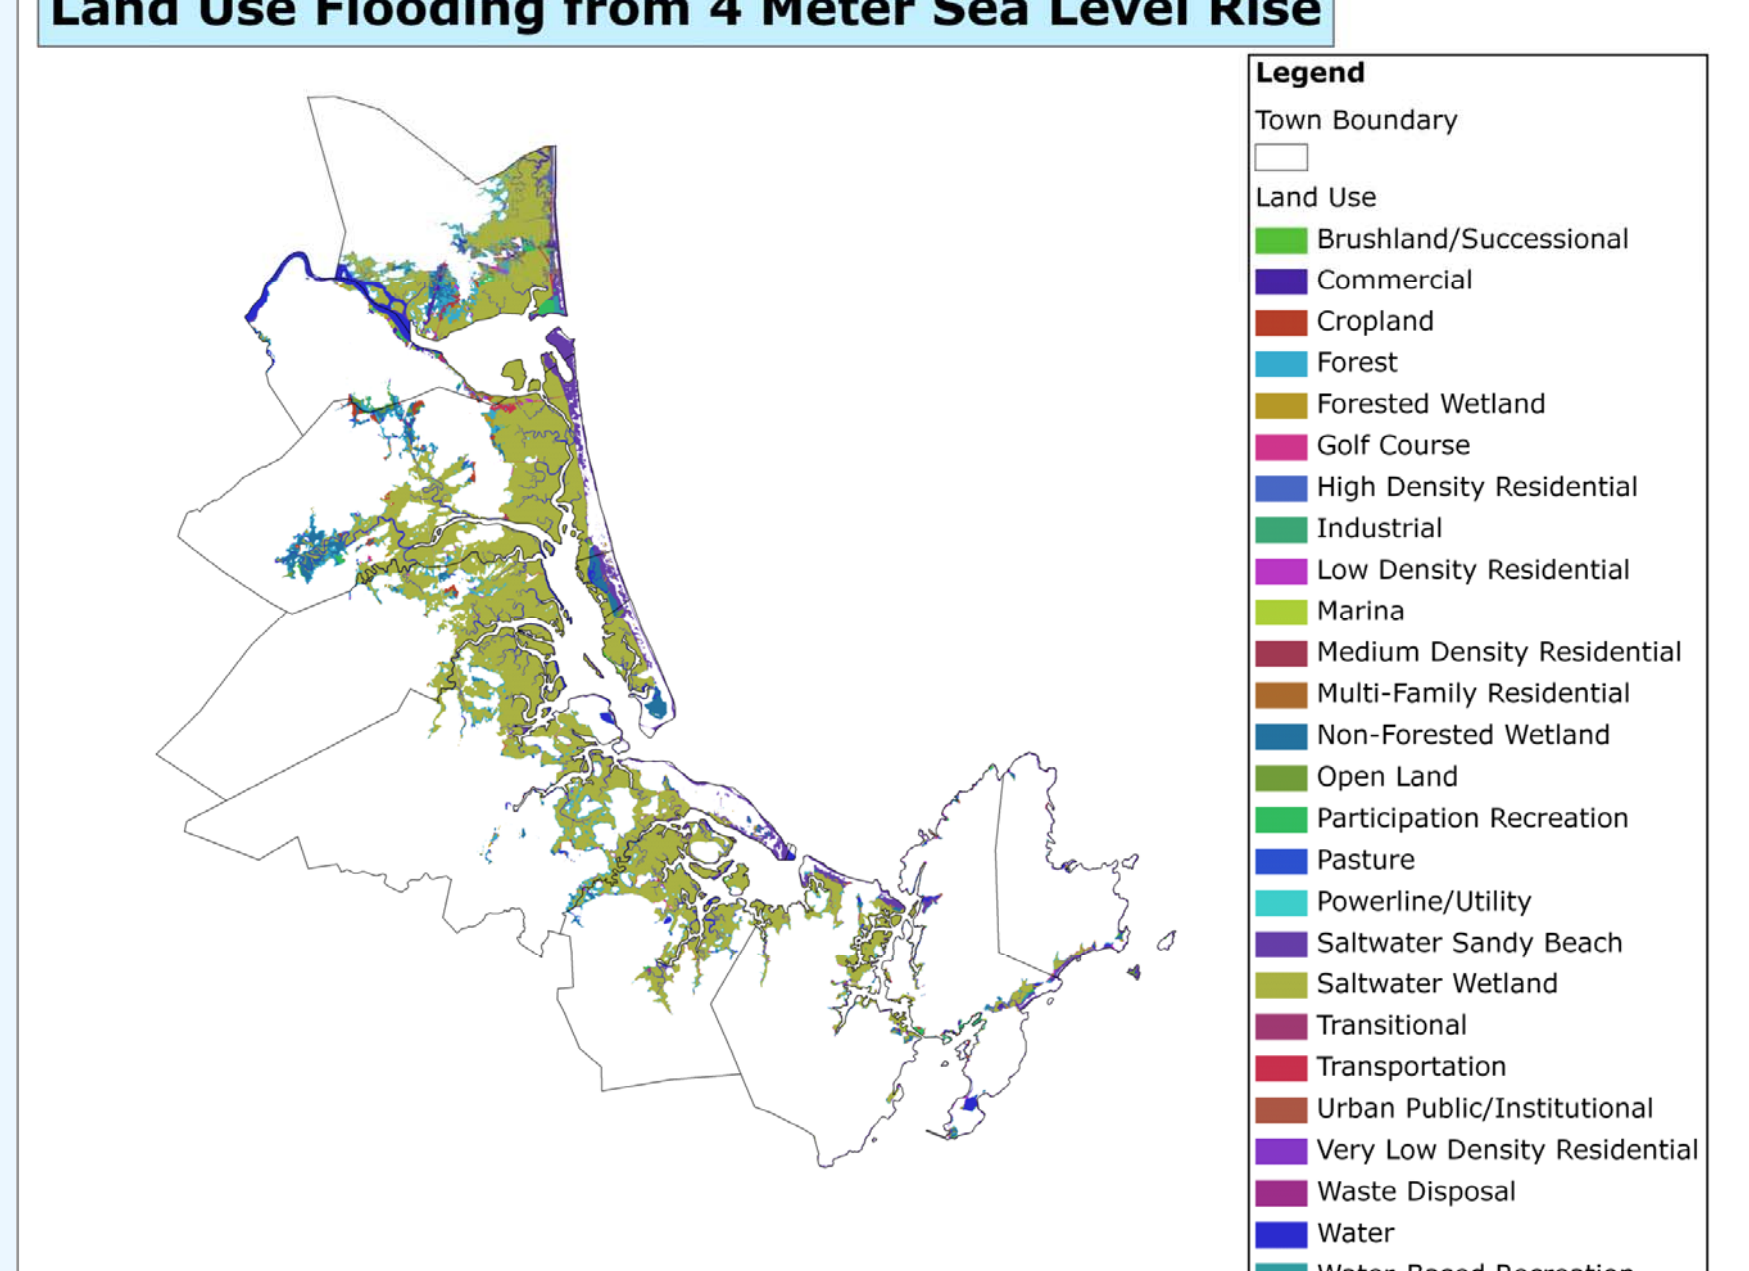 Land Use Flooding from 4 Meter Sea Level Rise
Legend
Town Boundary
Land Use
Brushland/Successional
Commercial
Cropland
Forest
Forested Wetland
Golf Course
High Density Residential
Industrial
Low Density Residential
Marina
Medium Density Residential
Multi-Family Residential
Non-Forested Wetland
Open Land
Participation Recreation
Pasture
Powerline/Utility
Saltwater Sandy Beach
Saltwater Wetland
Transitional
Transportation
Urban Public/Institutional
Very Low Density Residential
Waste Disposal
Water
Water-Based Recreation